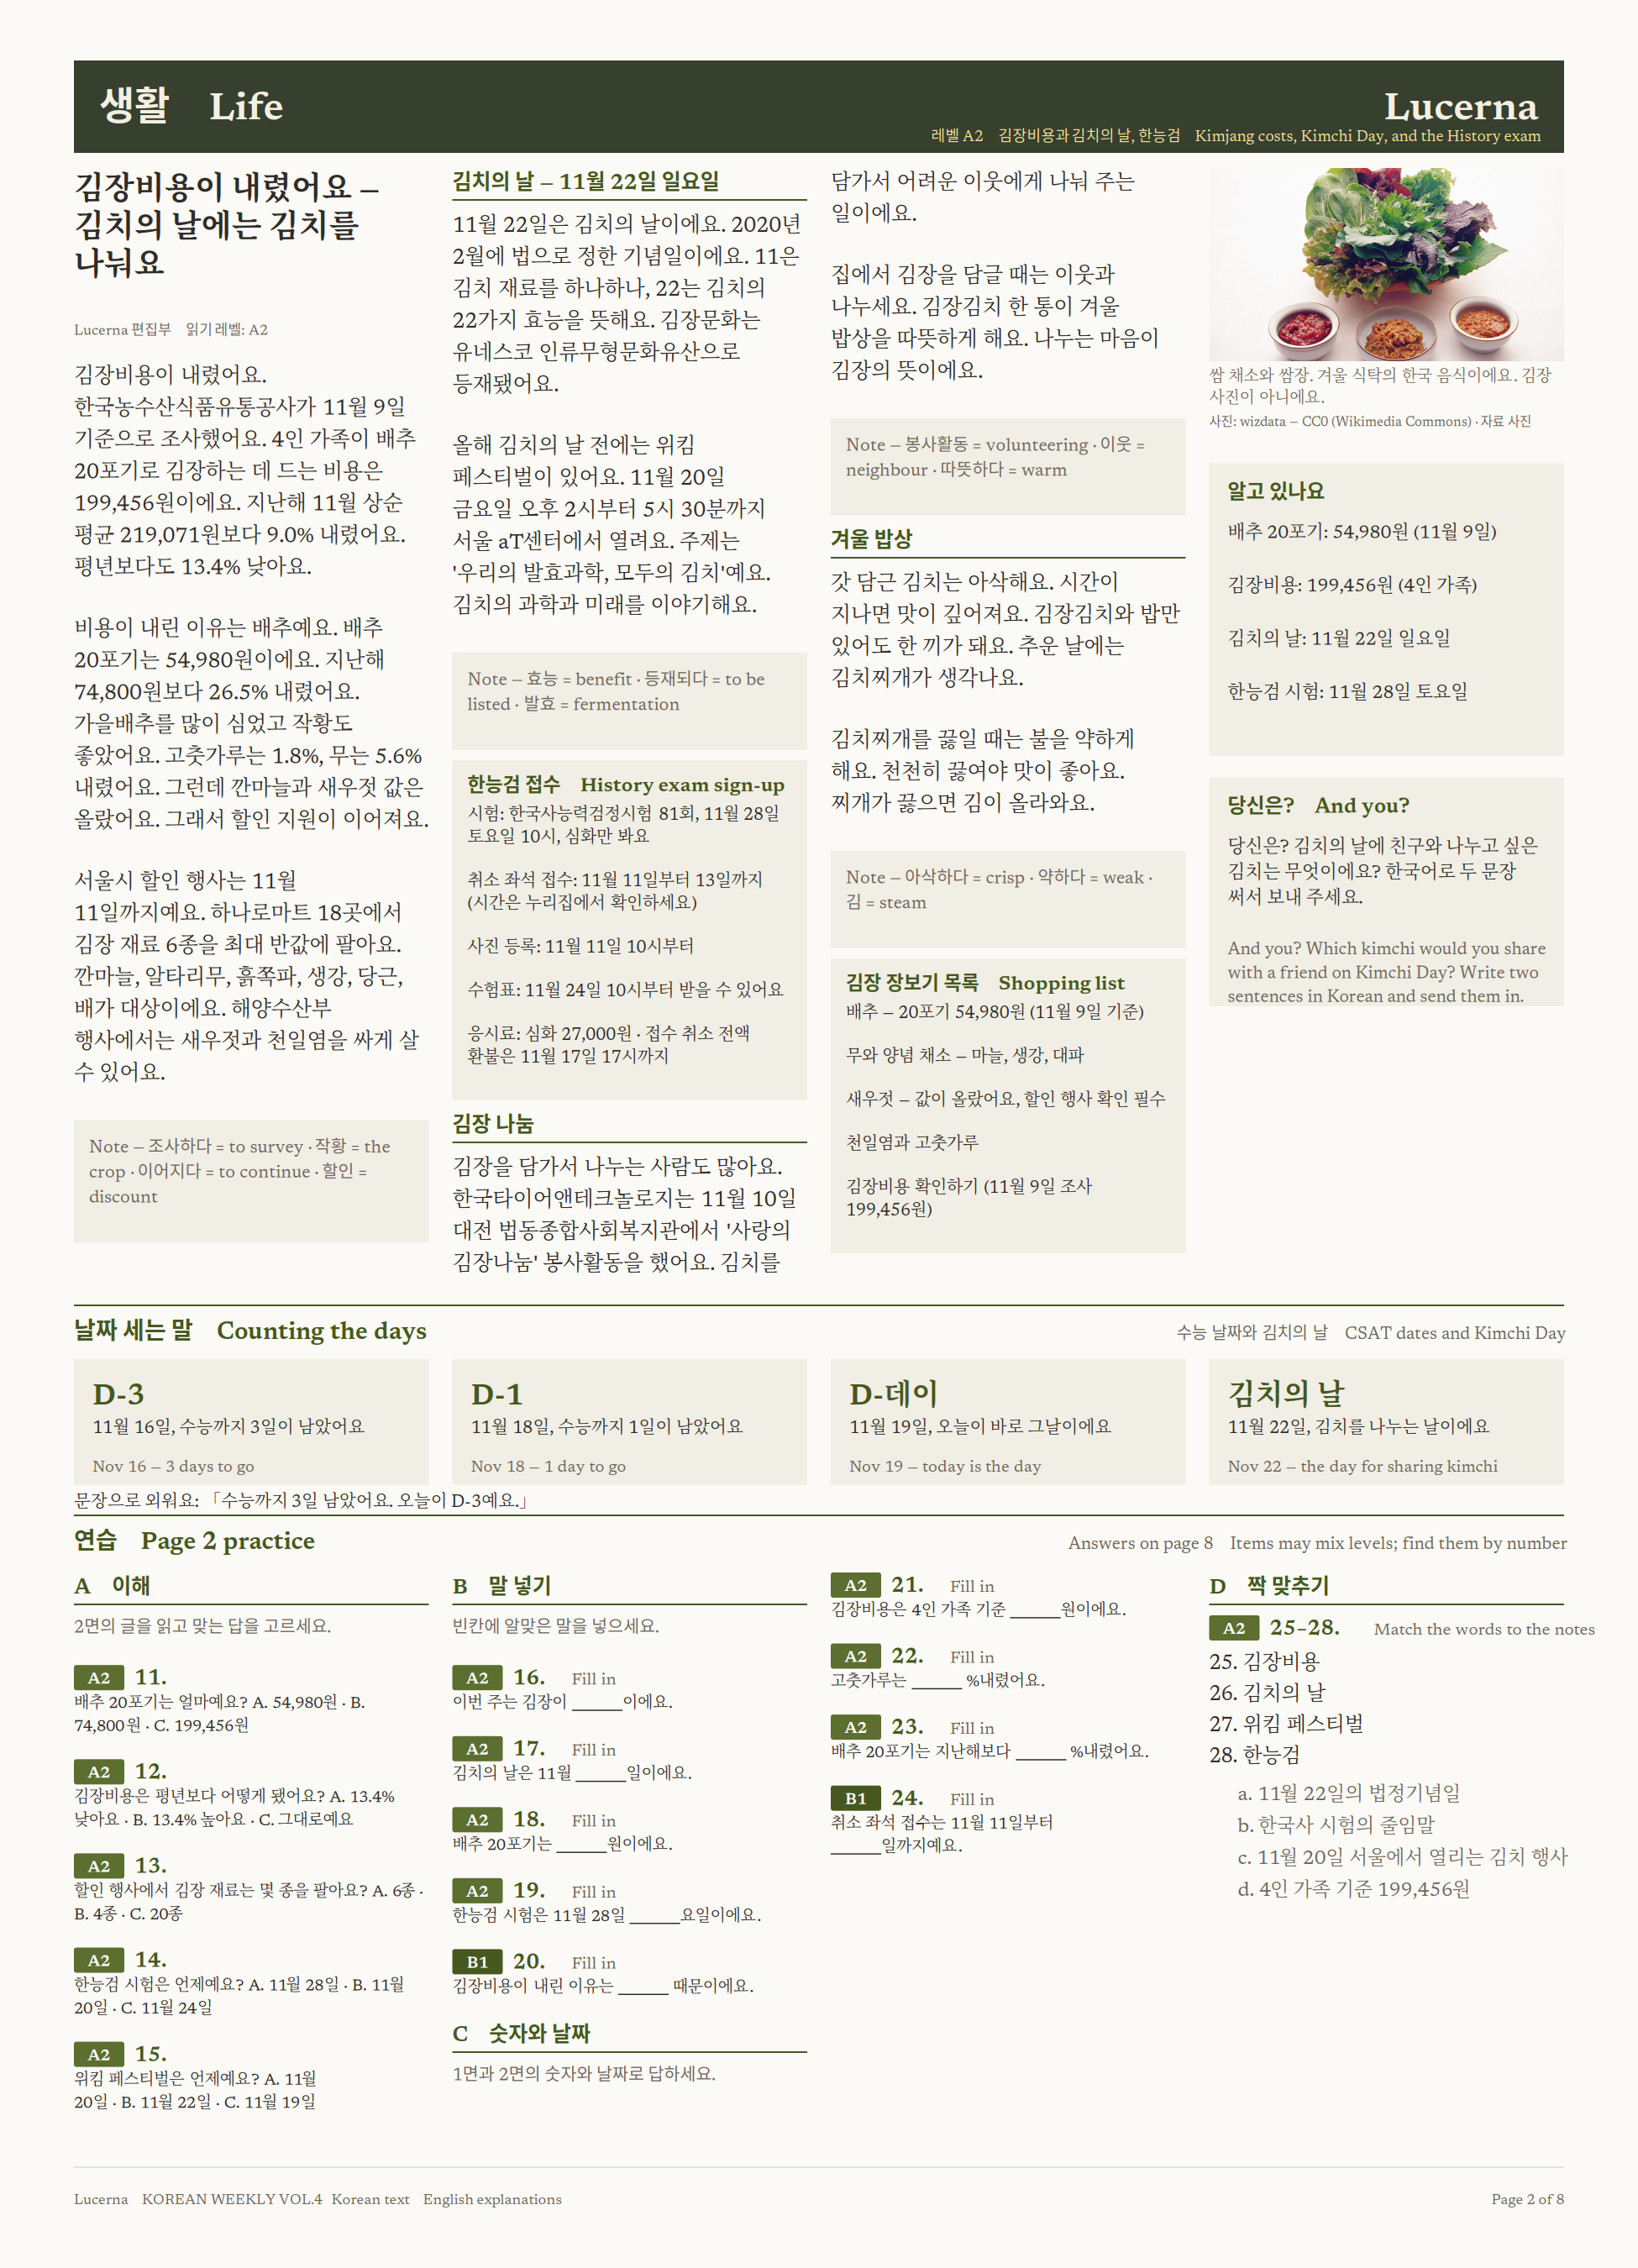 생활 Life
Lucerna
레벨 A2 김장비용과 김치의 날, 한능검 Kimjang costs, Kimchi Day, and the History exam
김장비용이 내렸어요 –
김치의 날에는 김치를
나눠요
Lucerna 편집부 읽기 레벨: A2
김장비용이 내렸어요.
한국농수산식품유통공사가 11월 9일
기준으로 조사했어요. 4인 가족이 배추
20포기로 김장하는 데 드는 비용은
199,456원이에요. 지난해 11월 상순
평균 219,071원보다 9.0% 내렸어요.
평년보다도 13.4% 낮아요.
비용이 내린 이유는 배추예요. 배추
20포기는 54,980원이에요. 지난해
74,800원보다 26.5% 내렸어요.
가을배추를 많이 심었고 작황도
좋았어요. 고춧가루는 1.8%, 무는 5.6%
내렸어요. 그런데 깐마늘과 새우젓 값은
올랐어요. 그래서 할인 지원이 이어져요.
서울시 할인 행사는 11월
11일까지예요. 하나로마트 18곳에서
김장 재료 6종을 최대 반값에 팔아요.
깐마늘, 알타리무, 흙쪽파, 생강, 당근,
배가 대상이에요. 해양수산부
행사에서는 새우젓과 천일염을 싸게 살
수 있어요.
Note – 조사하다 = to survey · 작황 = the
crop · 이어지다 = to continue · 할인 =
discount
김치의 날 – 11월 22일 일요일
11월 22일은 김치의 날이에요. 2020년
2월에 법으로 정한 기념일이에요. 11은
김치 재료를 하나하나, 22는 김치의
22가지 효능을 뜻해요. 김장문화는
유네스코 인류무형문화유산으로
등재됐어요.
올해 김치의 날 전에는 위킴
페스티벌이 있어요. 11월 20일
금요일 오후 2시부터 5시 30분까지
서울 aT센터에서 열려요. 주제는
'우리의 발효과학, 모두의 김치'예요.
김치의 과학과 미래를 이야기해요.
Note – 효능 = benefit · 등재되다 = to be
listed · 발효 = fermentation
한능검 접수 History exam sign-up
시험: 한국사능력검정시험 81회, 11월 28일
토요일 10시, 심화만 봐요
취소 좌석 접수: 11월 11일부터 13일까지
(시간은 누리집에서 확인하세요)
사진 등록: 11월 11일 10시부터
수험표: 11월 24일 10시부터 받을 수 있어요
응시료: 심화 27,000원 · 접수 취소 전액
환불은 11월 17일 17시까지
김장 나눔
김장을 담가서 나누는 사람도 많아요.
한국타이어앤테크놀로지는 11월 10일
대전 법동종합사회복지관에서 '사랑의
김장나눔' 봉사활동을 했어요. 김치를
담가서 어려운 이웃에게 나눠 주는
일이에요.
집에서 김장을 담글 때는 이웃과
나누세요. 김장김치 한 통이 겨울
밥상을 따뜻하게 해요. 나누는 마음이
김장의 뜻이에요.
Note – 봉사활동 = volunteering · 이웃 =
neighbour · 따뜻하다 = warm
겨울 밥상
갓 담근 김치는 아삭해요. 시간이
지나면 맛이 깊어져요. 김장김치와 밥만
있어도 한 끼가 돼요. 추운 날에는
김치찌개가 생각나요.
김치찌개를 끓일 때는 불을 약하게
해요. 천천히 끓여야 맛이 좋아요.
찌개가 끓으면 김이 올라와요.
Note – 아삭하다 = crisp · 약하다 = weak ·
김 = steam
김장 장보기 목록 Shopping list
배추 – 20포기 54,980원 (11월 9일 기준)
무와 양념 채소 – 마늘, 생강, 대파
새우젓 – 값이 올랐어요, 할인 행사 확인 필수
천일염과 고춧가루
김장비용 확인하기 (11월 9일 조사
199,456원)
쌈 채소와 쌈장. 겨울 식탁의 한국 음식이에요. 김장
사진이 아니에요.
사진: wizdata – CC0 (Wikimedia Commons) · 자료 사진
알고 있나요
배추 20포기: 54,980원 (11월 9일)
김장비용: 199,456원 (4인 가족)
김치의 날: 11월 22일 일요일
한능검 시험: 11월 28일 토요일
당신은? And you?
당신은? 김치의 날에 친구와 나누고 싶은
김치는 무엇이에요? 한국어로 두 문장
써서 보내 주세요.
And you? Which kimchi would you share
with a friend on Kimchi Day? Write two
sentences in Korean and send them in.
날짜 세는 말 Counting the days
수능 날짜와 김치의 날 CSAT dates and Kimchi Day
D-3
11월 16일, 수능까지 3일이 남았어요
Nov 16 – 3 days to go
D-1
11월 18일, 수능까지 1일이 남았어요
Nov 18 – 1 day to go
D-데이
11월 19일, 오늘이 바로 그날이에요
Nov 19 – today is the day
김치의 날
11월 22일, 김치를 나누는 날이에요
Nov 22 – the day for sharing kimchi
문장으로 외워요: 「수능까지 3일 남았어요. 오늘이 D-3예요.」
연습 Page 2 practice
Answers on page 8 Items may mix levels; find them by number
A 이해
2면의 글을 읽고 맞는 답을 고르세요.
A2 11.
배추 20포기는 얼마예요? A. 54,980원 · B.
74,800원 · C. 199,456원
A2 12.
김장비용은 평년보다 어떻게 됐어요? A. 13.4%
낮아요 · B. 13.4% 높아요 · C. 그대로예요
A2 13.
할인 행사에서 김장 재료는 몇 종을 팔아요? A. 6종 ·
B. 4종 · C. 20종
A2 14.
한능검 시험은 언제예요? A. 11월 28일 · B. 11월
20일 · C. 11월 24일
A2 15.
위킴 페스티벌은 언제예요? A. 11월
20일 · B. 11월 22일 · C. 11월 19일
B 말 넣기
빈칸에 알맞은 말을 넣으세요.
A2 16. Fill in
이번 주는 김장이 ______이에요.
A2 17. Fill in
김치의 날은 11월 ______일이에요.
A2 18. Fill in
배추 20포기는 ______원이에요.
A2 19. Fill in
한능검 시험은 11월 28일 ______요일이에요.
B1 20. Fill in
김장비용이 내린 이유는 ______ 때문이에요.
C 숫자와 날짜
1면과 2면의 숫자와 날짜로 답하세요.
A2 21. Fill in
김장비용은 4인 가족 기준 ______원이에요.
A2 22. Fill in
고춧가루는 ______ %내렸어요.
A2 23. Fill in
배추 20포기는 지난해보다 ______ %내렸어요.
B1 24. Fill in
취소 좌석 접수는 11월 11일부터
______일까지예요.
D 짝 맞추기
A2 25–28. Match the words to the notes
25. 김장비용
26. 김치의 날
27. 위킴 페스티벌
28. 한능검
a. 11월 22일의 법정기념일
b. 한국사 시험의 줄임말
c. 11월 20일 서울에서 열리는 김치 행사
d. 4인 가족 기준 199,456원
Lucerna KOREAN WEEKLY VOL.4 Korean text English explanations
Page 2 of 8